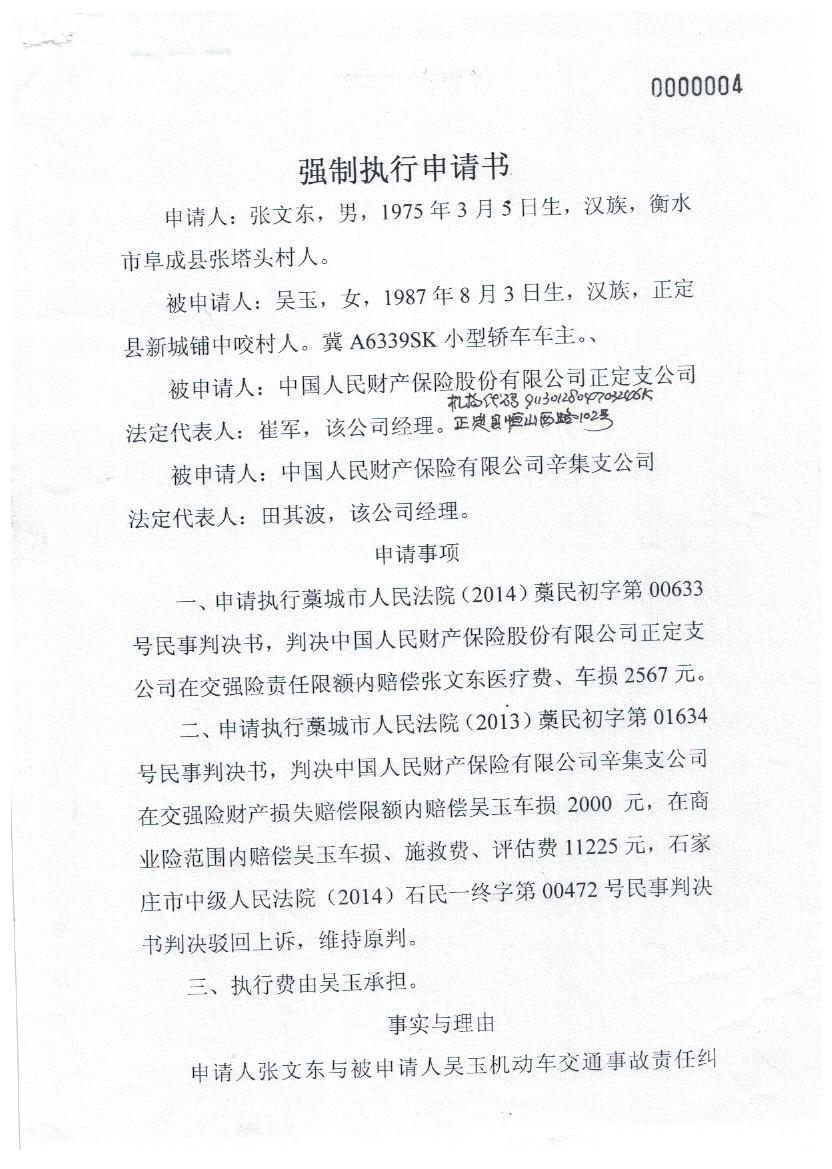 0000004
强制执行申请书
申请人：张文东，男，1975年3月5日生，汉族，衡水
市阜成县张塔头村人。
被申请人：吴玉，女，1987年8月3日生，汉族，正定
县新城铺中咬村人。冀A6339SK小型轿车车主。、
被申请人：中国人民财产保险股份有限公司正定支公司
机构代码
法定代表人：崔军，该公司经理。正定县恒山西路102号
被申请人：中国人民财产保险有限公司辛集支公司
法定代表人：田其波，该公司经理。
申请事项
一、申请执行藁城市人民法院（2014）藁民初字第00633
号民事判决书，判决中国人民财产保险股份有限公司正定支
公司在交强险责任限额内赔偿张文东医疗费、车损2567元。
二、申请执行藁城市人民法院（2013）藁民初字第01634
号民事判决书，判决中国人民财产保险有限公司辛集支公司
在交强险财产损失赔偿限额内赔偿吴玉车损 2000 元，在商
业险范围内赔偿吴玉车损、施救费、评估费11225元，石家
庄市中级人民法院（2014）石民一终字第00472号民事判决
书判决驳回上诉，维持原判。
三、执行费由吴玉承担。
事实与理由
申请人张文东与被申请人吴玉机动车交通事故责任纠